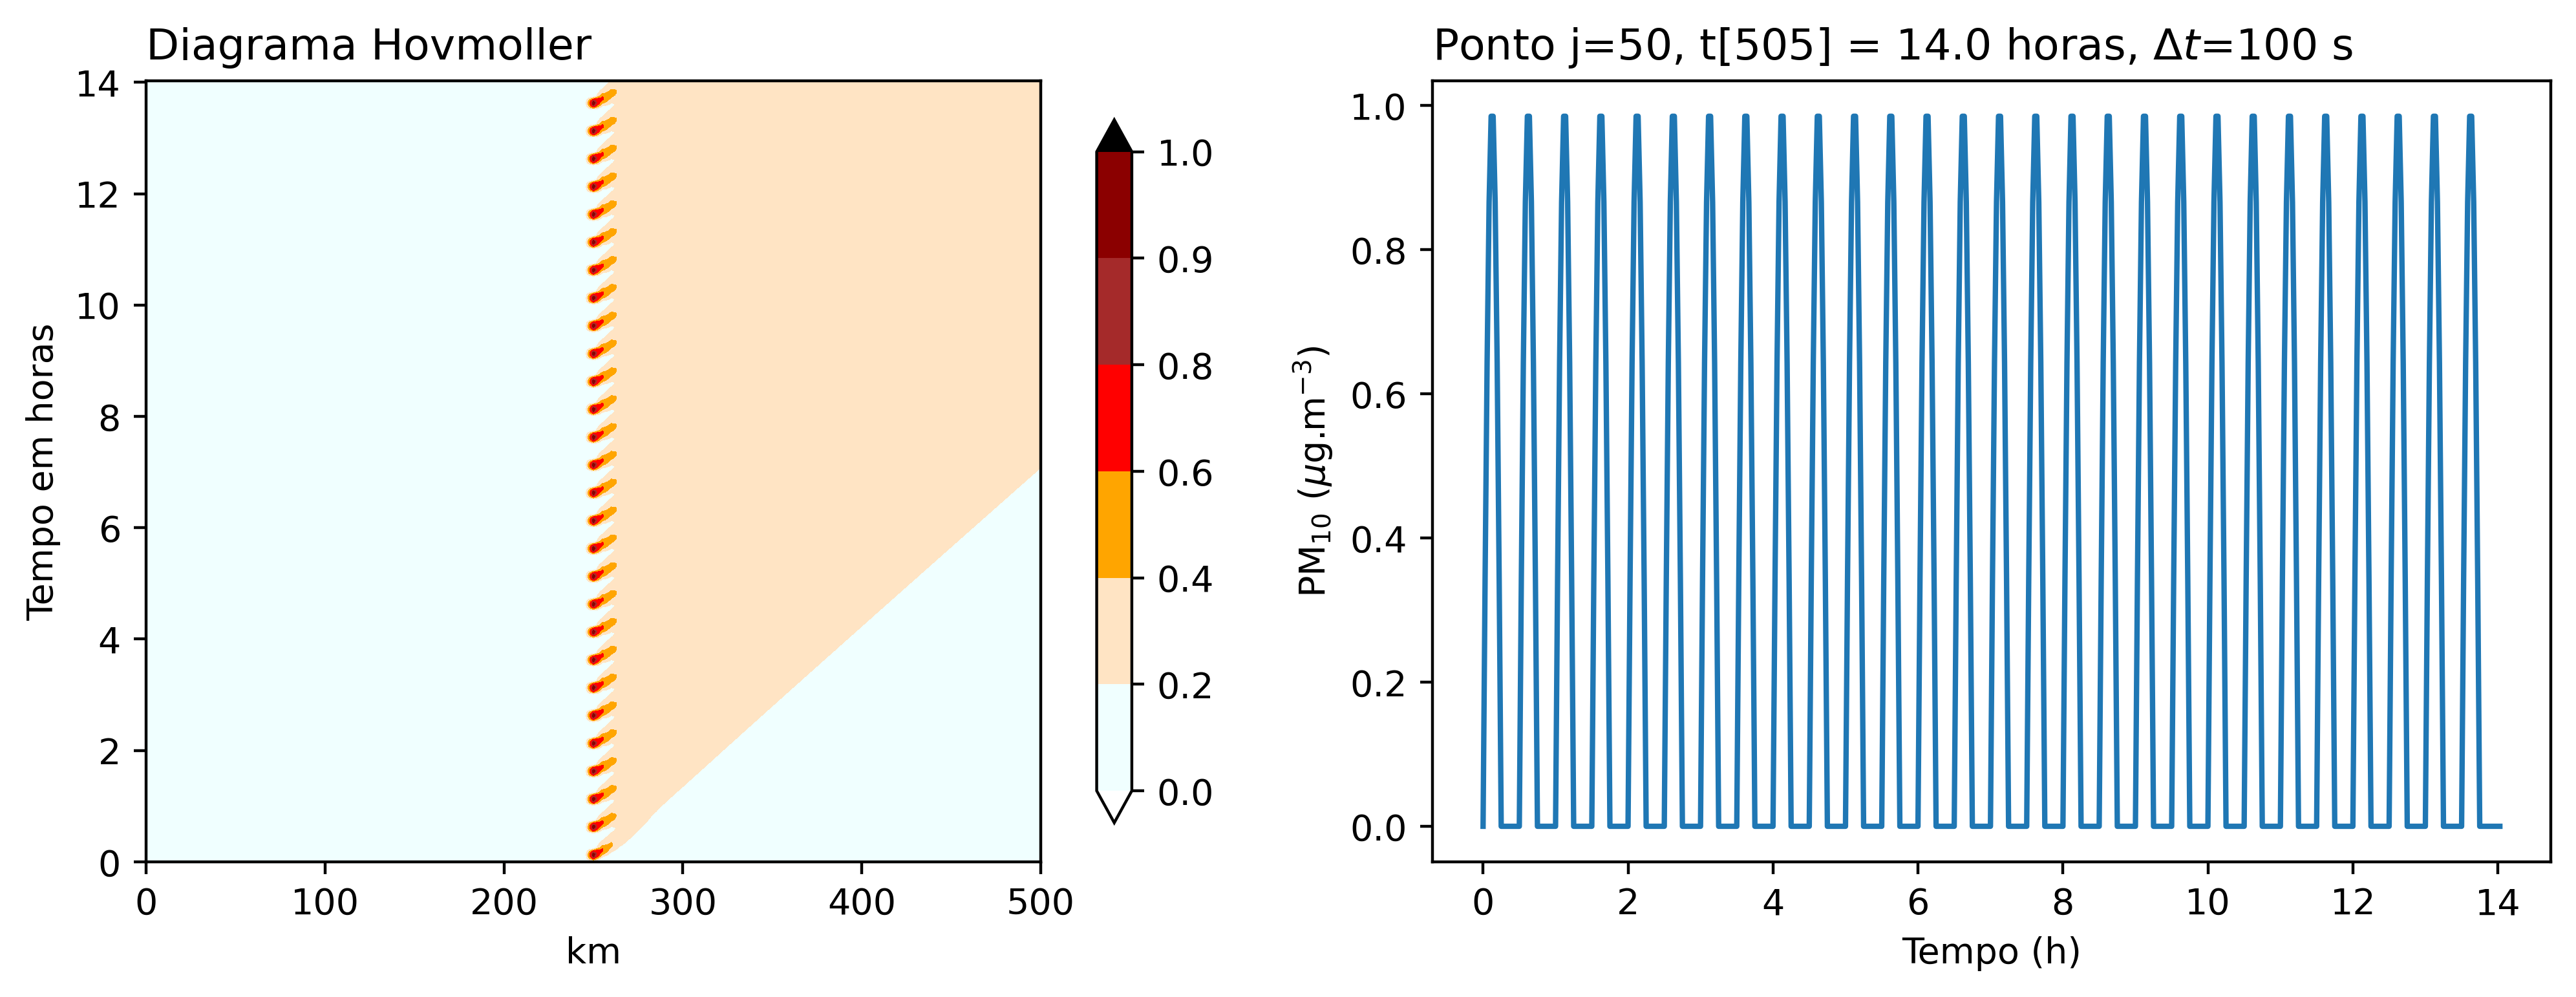 Diagrama Hovmoller
14
12
10
8
6
4
2
0
Tempo em horas
0 100 200 300 400 500
km
1.0
0.9
0.8
0.6
0.4
0.2
0.0
Ponto j=50, t[505] = 14.0 horas, Δt=100 s
1.0
0.8
0.6
0.4
0.2
0.0
PM₁₀ (μg.m⁻³)
0 2 4 6 8 10 12 14
Tempo (h)